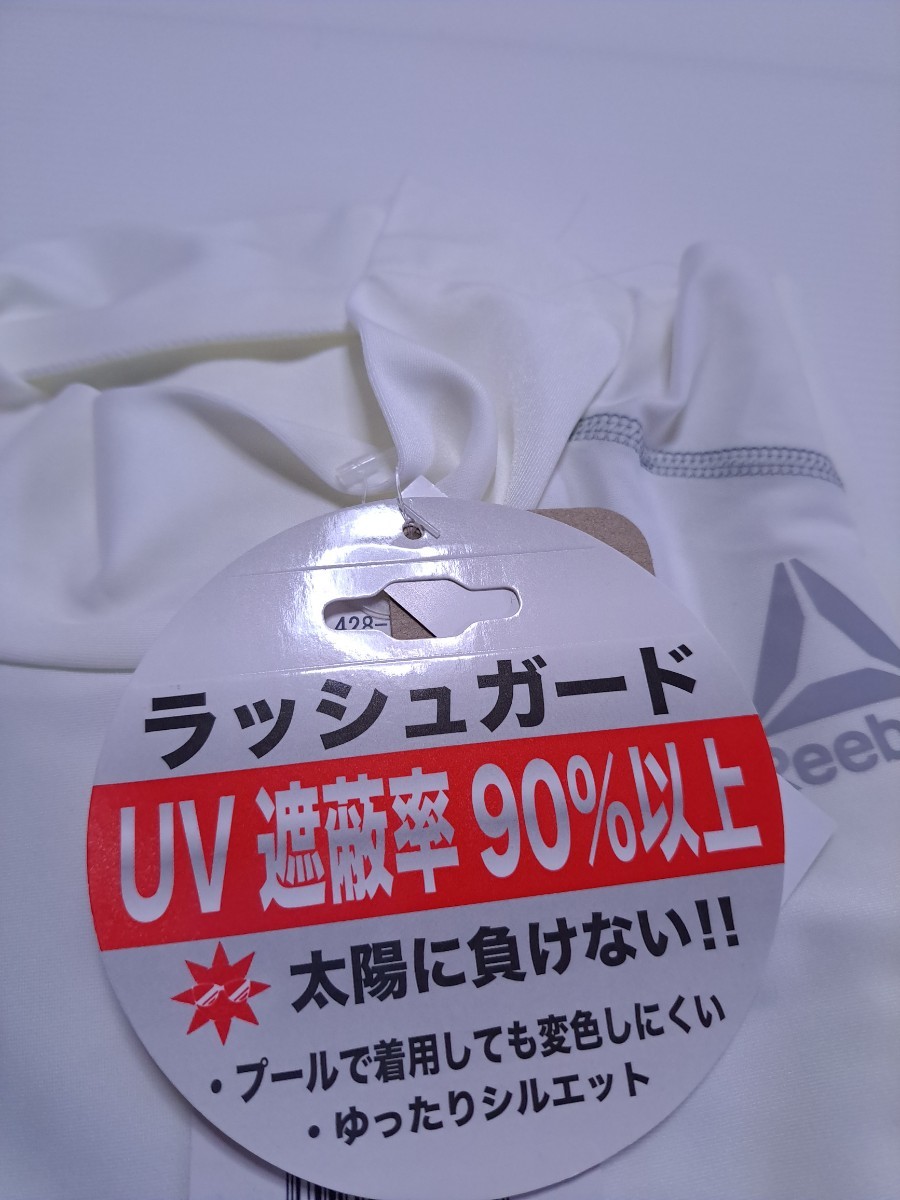 428-
ラッシュガード
Reeb
UV 遮蔽率 90%以上
太陽に負けない!!
・プールで着用しても変色しにくい
・ゆったりシルエット